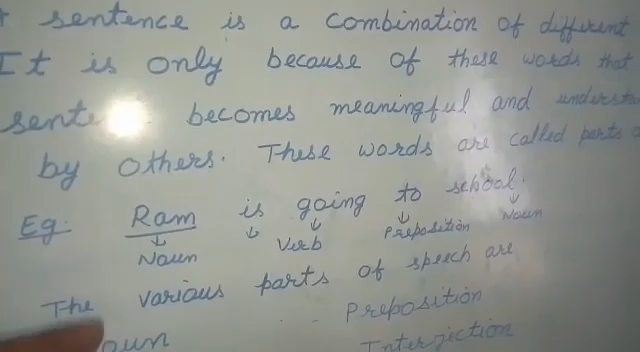 sentence is a combination of different
It is only because of these words that
becomes meaningful and
by others. These words are called parts
Eg: Ram is going to school.
↓ ↓ ↓ ↓ ↓
Noun Verb Preposition Noun
The various parts of speech are
Preposition
Interjection